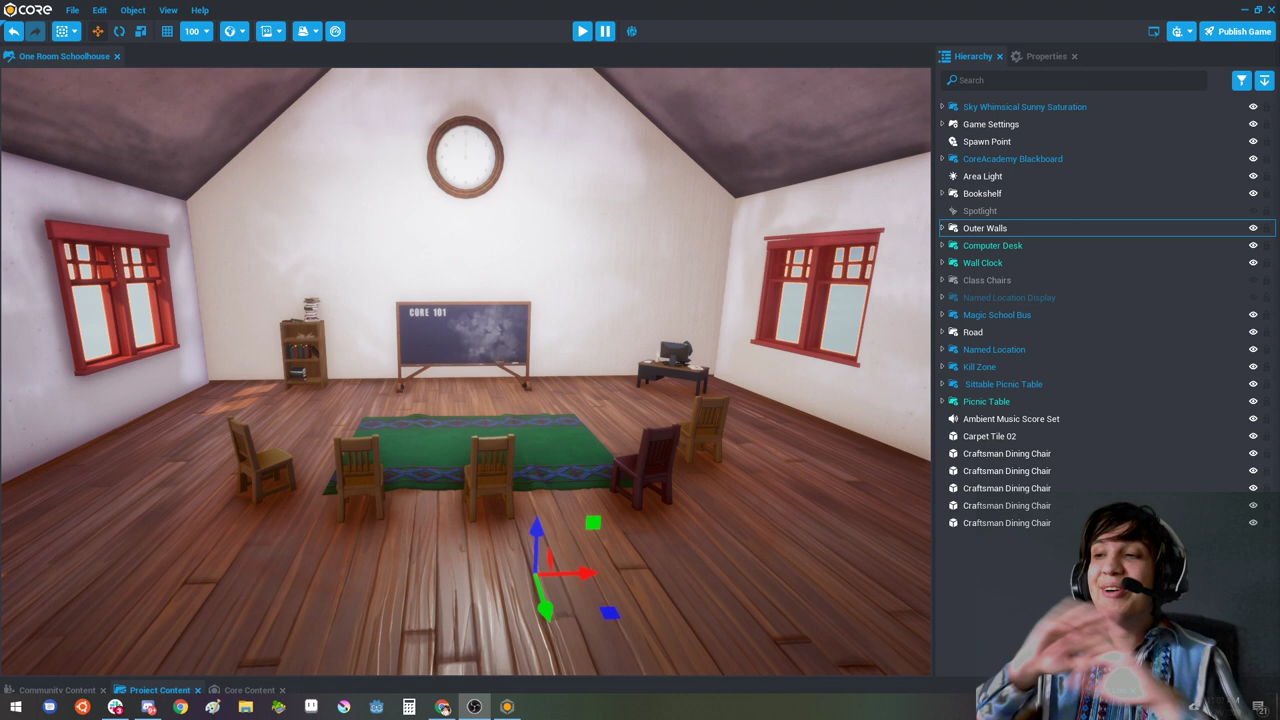 CORE File Edit Object View Help
100 Publish Game
One Room Schoolhouse Hierarchy Properties
Search
Sky Whimsical Sunny Saturation
Game Settings
Spawn Point
CoreAcademy Blackboard
Area Light
Bookshelf
Spotlight
Outer Walls
Computer Desk
Wall Clock
Class Chairs
Named Location Display
Magic School Bus
Road
Named Location
Kill Zone
Sittable Picnic Table
Picnic Table
Ambient Music Score Set
Carpet Tile 02
Craftsman Dining Chair
Craftsman Dining Chair
Craftsman Dining Chair
Craftsman Dining Chair
Craftsman Dining Chair
CORE 101
Community Content Project Content Core Content
21